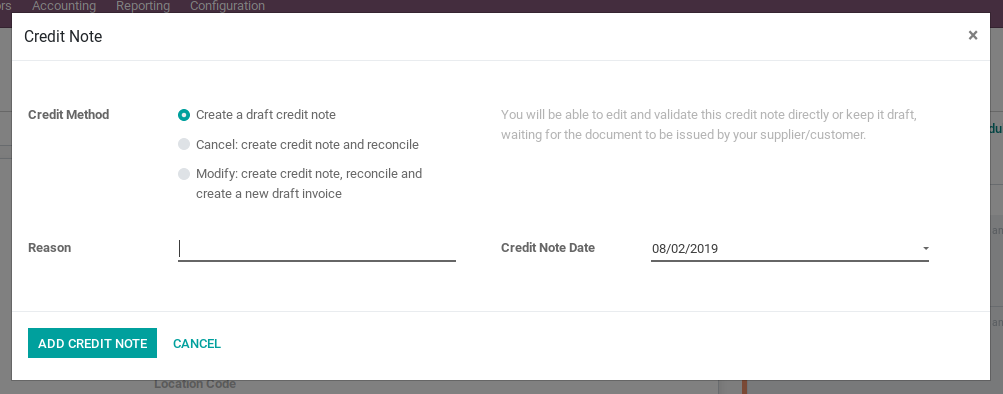 ors Accounting Reporting Configuration
Credit Note ×
Credit Method
Create a draft credit note
Cancel: create credit note and reconcile
Modify: create credit note, reconcile and
create a new draft invoice
You will be able to edit and validate this credit note directly or keep it draft,
waiting for the document to be issued by your supplier/customer.
Reason
Credit Note Date 08/02/2019
ADD CREDIT NOTE CANCEL
Location Code